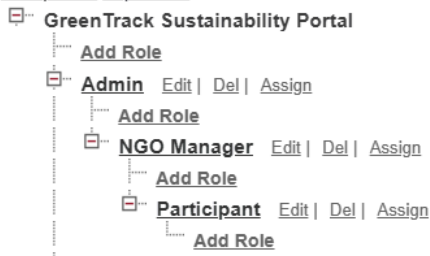 GreenTrack Sustainability Portal
Add Role
Admin Edit | Del | Assign
Add Role
NGO Manager Edit | Del | Assign
Add Role
Participant Edit | Del | Assign
Add Role